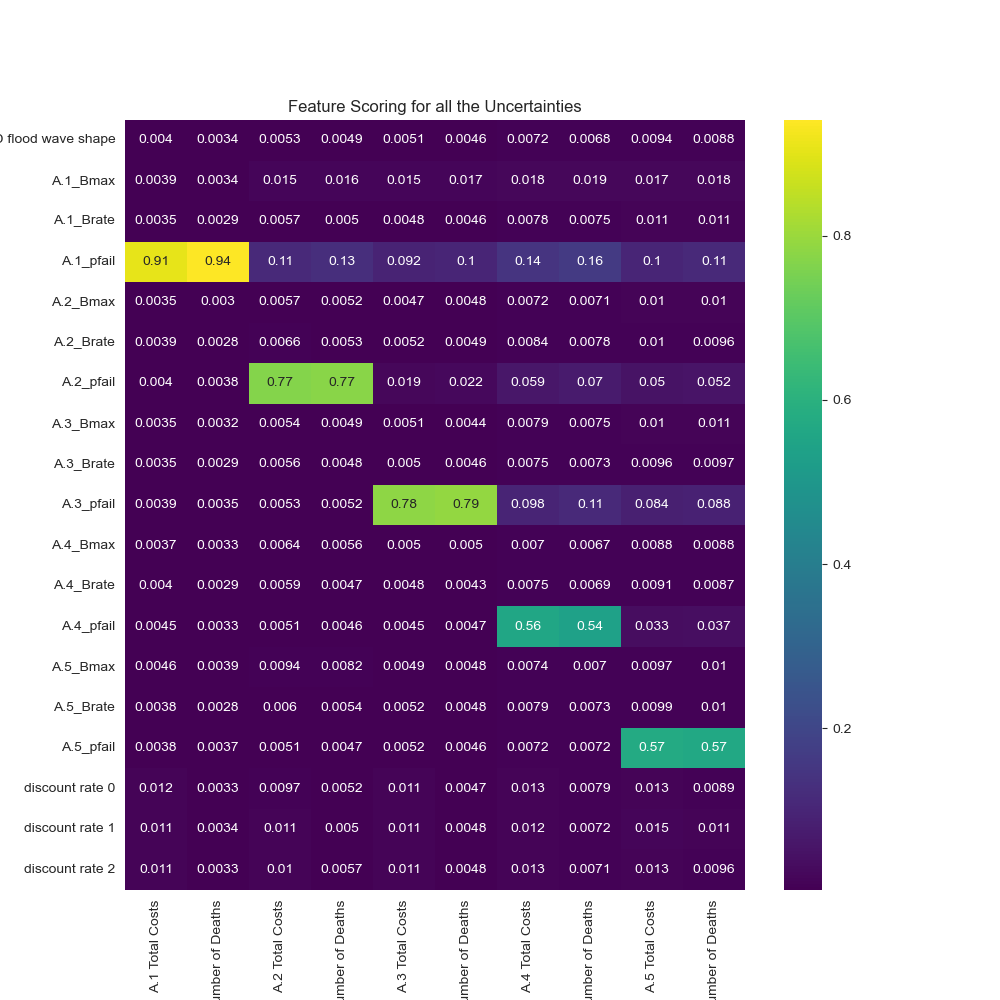 Feature Scoring for all the Uncertainties
flood wave shape 0.004 0.0034 0.0053 0.0049 0.0051 0.0046 0.0072 0.0068 0.0094 0.0088
A.1_Bmax 0.0039 0.0034 0.015 0.016 0.015 0.017 0.018 0.019 0.017 0.018
A.1_Brate 0.0035 0.0029 0.0057 0.005 0.0048 0.0046 0.0078 0.0075 0.011 0.011
0.8
A.1_pfail 0.91 0.94 0.11 0.13 0.092 0.1 0.14 0.16 0.1 0.11
A.2_Bmax 0.0035 0.003 0.0057 0.0052 0.0047 0.0048 0.0072 0.0071 0.01 0.01
A.2_Brate 0.0039 0.0028 0.0066 0.0053 0.0052 0.0049 0.0084 0.0078 0.01 0.0096
A.2_pfail 0.004 0.0038 0.77 0.77 0.019 0.022 0.059 0.07 0.05 0.052
0.6
A.3_Bmax 0.0035 0.0032 0.0054 0.0049 0.0051 0.0044 0.0079 0.0075 0.01 0.011
A.3_Brate 0.0035 0.0029 0.0056 0.0048 0.005 0.0046 0.0075 0.0073 0.0096 0.0097
A.3_pfail 0.0039 0.0035 0.0053 0.0052 0.78 0.79 0.098 0.11 0.084 0.088
A.4_Bmax 0.0037 0.0033 0.0064 0.0056 0.005 0.005 0.007 0.0067 0.0088 0.0088
0.4
A.4_Brate 0.004 0.0029 0.0059 0.0047 0.0048 0.0043 0.0075 0.0069 0.0091 0.0087
A.4_pfail 0.0045 0.0033 0.0051 0.0046 0.0045 0.0047 0.56 0.54 0.033 0.037
A.5_Bmax 0.0046 0.0039 0.0094 0.0082 0.0049 0.0048 0.0074 0.007 0.0097 0.01
A.5_Brate 0.0038 0.0028 0.006 0.0054 0.0052 0.0048 0.0079 0.0073 0.0099 0.01
0.2
A.5_pfail 0.0038 0.0037 0.0051 0.0047 0.0052 0.0046 0.0072 0.0072 0.57 0.57
discount rate 0 0.012 0.0033 0.0097 0.0052 0.011 0.0047 0.013 0.0079 0.013 0.0089
discount rate 1 0.011 0.0034 0.011 0.005 0.011 0.0048 0.012 0.0072 0.015 0.011
discount rate 2 0.011 0.0033 0.01 0.0057 0.011 0.0048 0.013 0.0071 0.013 0.0096
A.1 Total Costs
umber of Deaths
A.2 Total Costs
umber of Deaths
A.3 Total Costs
umber of Deaths
A.4 Total Costs
umber of Deaths
A.5 Total Costs
umber of Deaths